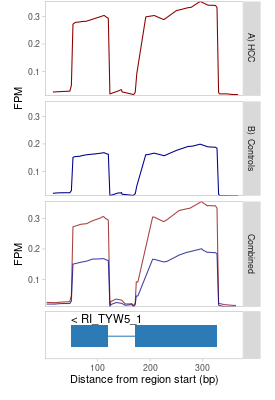 0.3
0.2
0.1
A) HCC
FPM
0.3
0.2
0.1
B) Controls
0.3
0.2
0.1
Combined
FPM
< RI_TYW5_1
100
200
300
Distance from region start (bp)